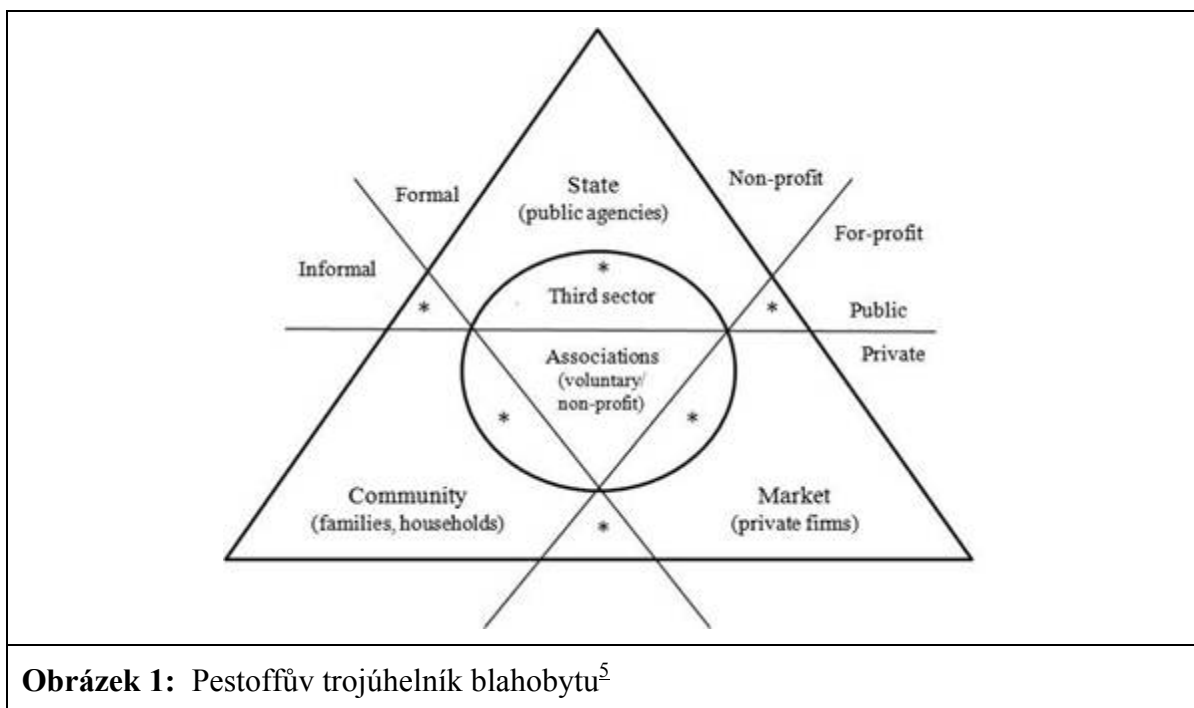 Formal
State
(public agencies)
Non-profit
For-profit
Informal
*
*
Third sector
*
Public
Private
Associations
(voluntary/
non-profit)
*
*
Community
(families, households)
Market
(private firms)
*
Obrázek 1: Pestoffův trojúhelník blahobytu5